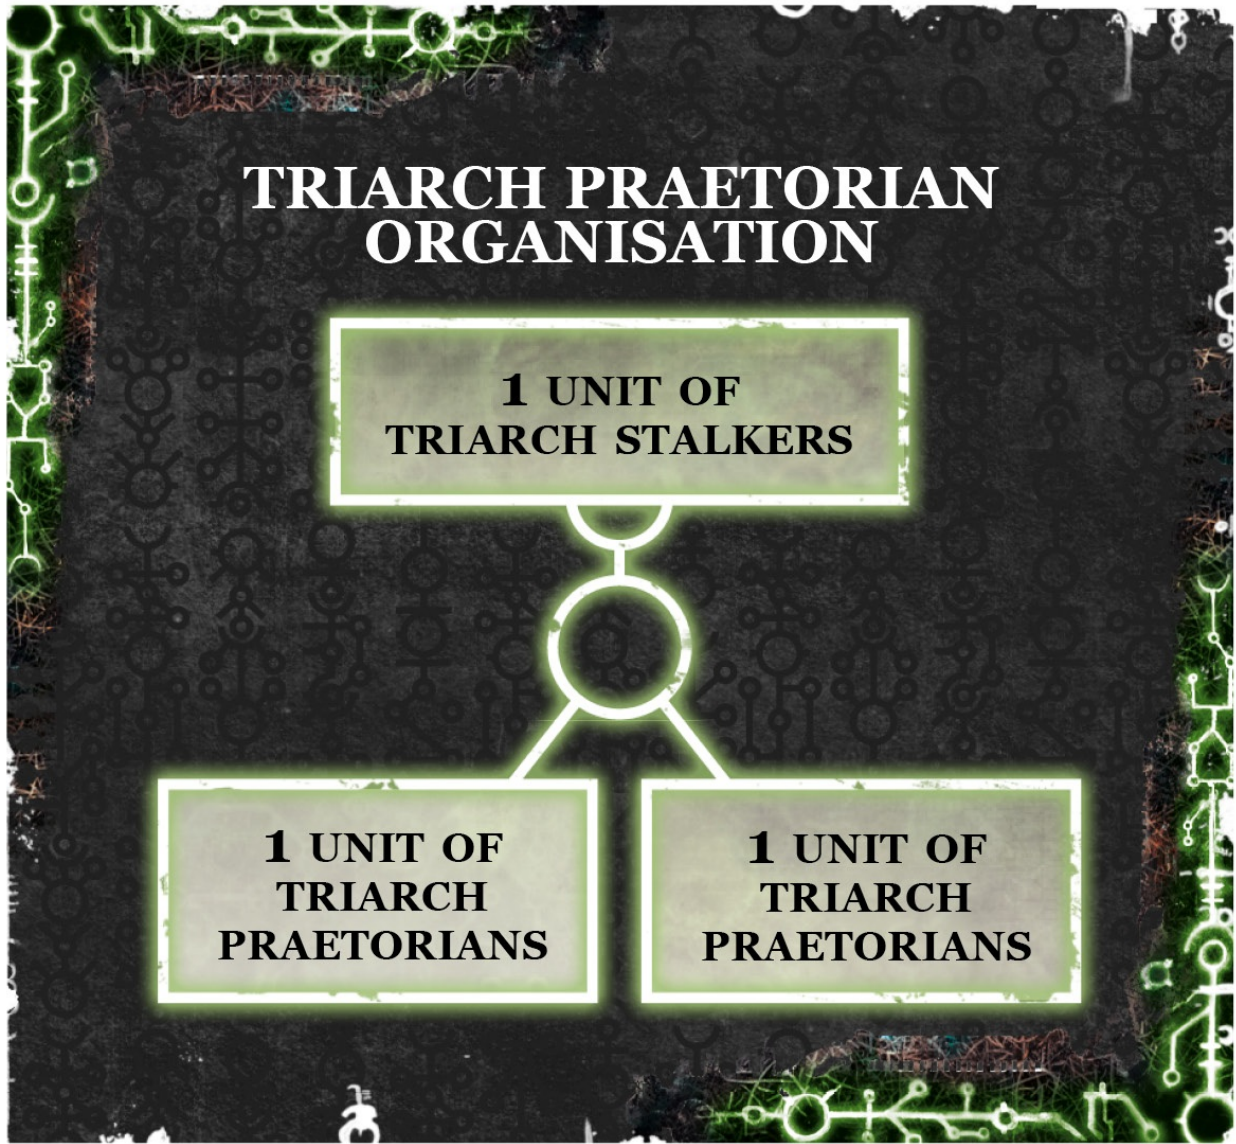 TRIARCH PRAETORIAN
ORGANISATION
1 UNIT OF
TRIARCH STALKERS
1 UNIT OF
TRIARCH
PRAETORIANS
1 UNIT OF
TRIARCH
PRAETORIANS